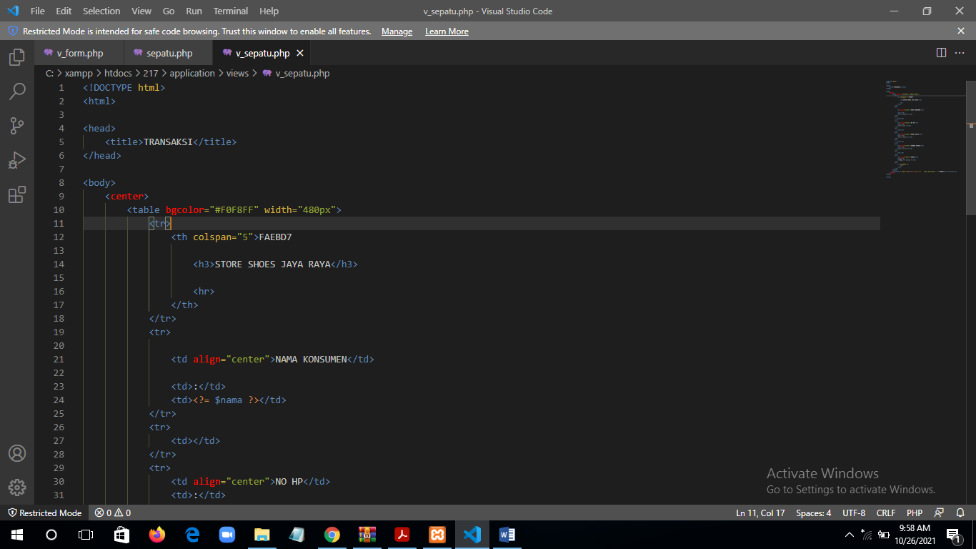 File Edit Selection View Go Run Terminal Help
v_sepatu.php - Visual Studio Code
Restricted Mode is intended for safe code browsing. Trust this window to enable all features. Manage Learn More
v_form.php sepatu.php v_sepatu.php
C: > xampp > htdocs > 217 > application > views > v_sepatu.php
1 <!DOCTYPE html>
2 <html>
3
4 <head>
5 <title>TRANSAKSI</title>
6 </head>
7
8 <body>
9 <center>
10 <table bgcolor="#F0F8FF" width="480px">
11 <tr>
12 <th colspan="5">FAEBD7
13
14 <h3>STORE SHOES JAYA RAYA</h3>
15
16 <hr>
17 </th>
18 </tr>
19 <tr>
20
21 <td align="center">NAMA KONSUMEN</td>
22
23 <td>:</td>
24 <td><?= $nama ?></td>
25 </tr>
26 <tr>
27 <td></td>
28 </tr>
29 <tr>
30 <td align="center">NO HP</td>
31 <td>:</td>
Activate Windows
Go to Settings to activate Windows.
Restricted Mode 0 0
Ln 11, Col 17 Spaces: 4 UTF-8 CRLF PHP
9:58 AM
10/26/2021
1